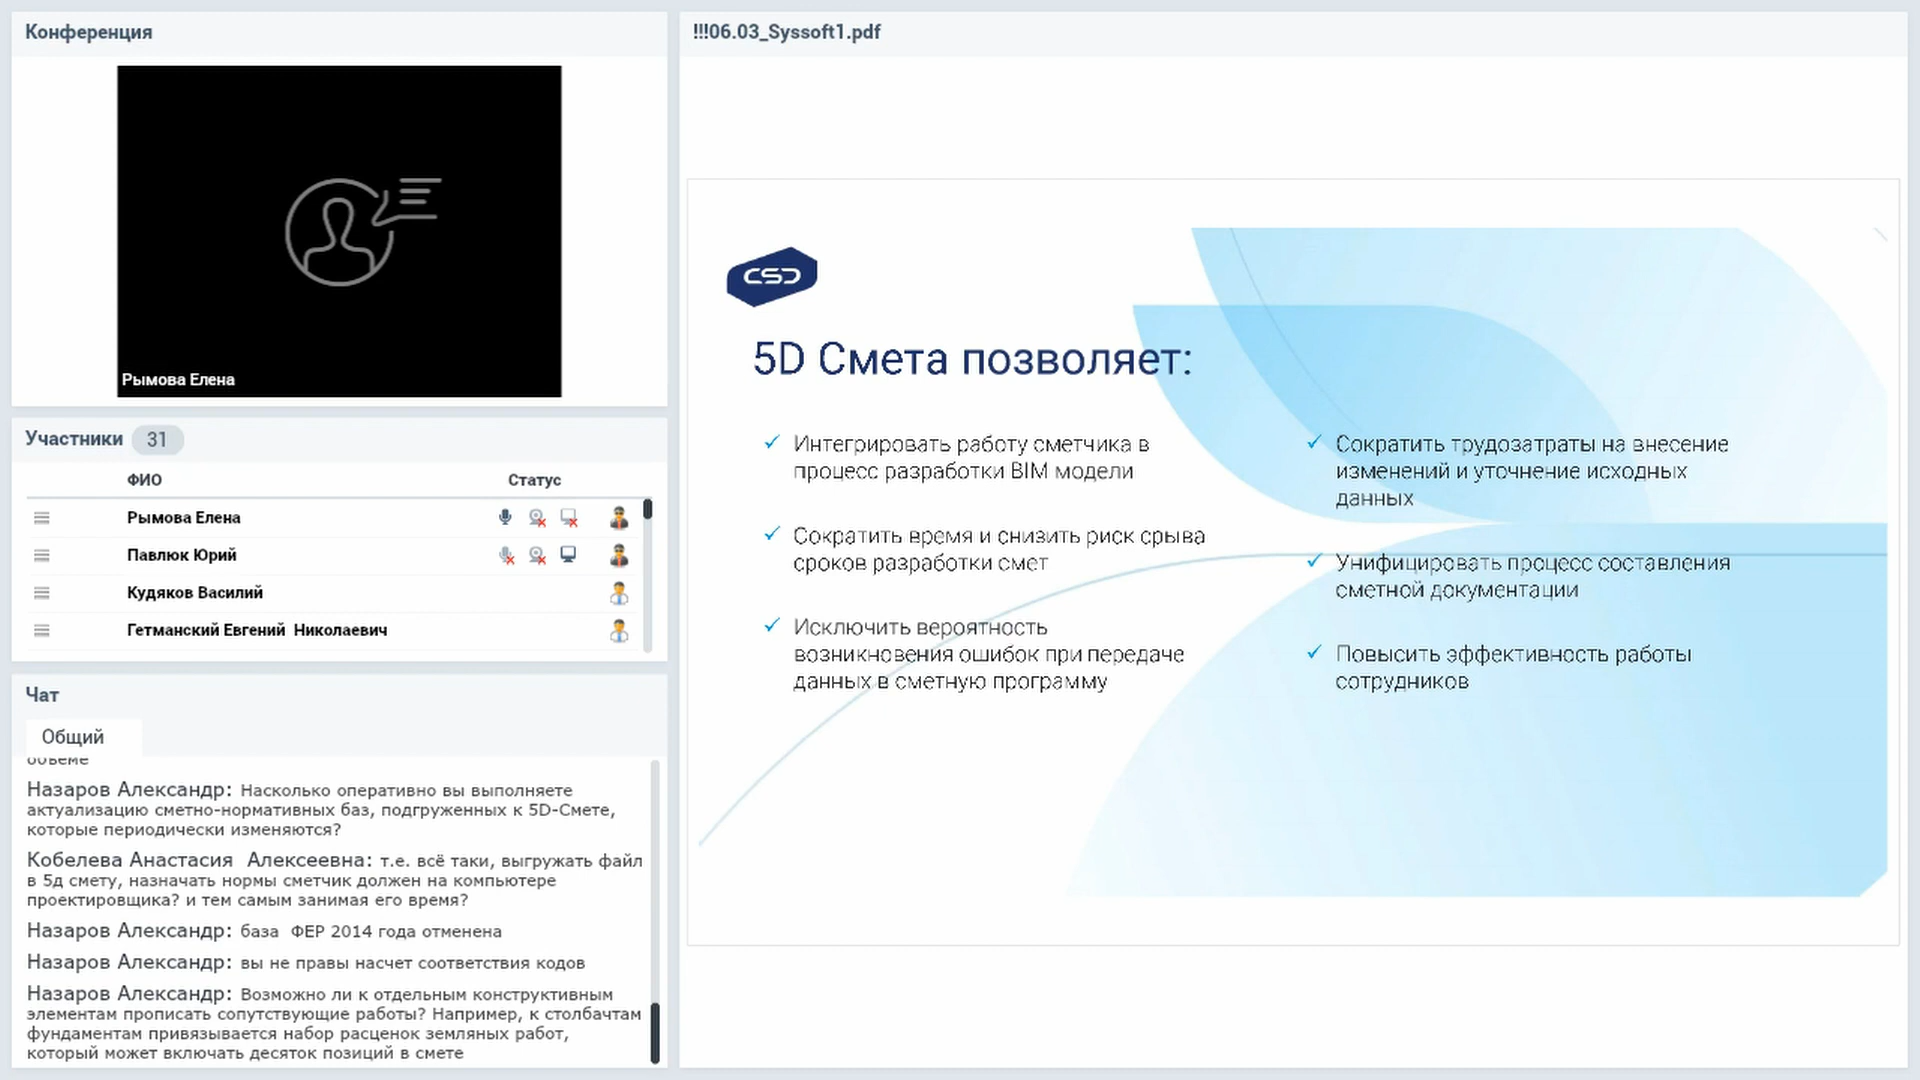 Конференция
Рымова Елена
Участники 31
ФИО Статус
Рымова Елена
Павлюк Юрий
Кудяков Василий
Гетманский Евгений Николаевич
Чат
Общий
объеме
Назаров Александр: Насколько оперативно вы выполняете
актуализацию сметно-нормативных баз, подгруженных к 5D-Смете,
которые периодически изменяются?
Кобелева Анастасия Алексеевна: т.е. всё таки, выгружать файл
в 5д смету, назначать нормы сметчик должен на компьютере
проектировщика? и тем самым занимая его время?
Назаров Александр: база ФЕР 2014 года отменена
Назаров Александр: вы не правы насчет соответствия кодов
Назаров Александр: Возможно ли к отдельным конструктивным
элементам прописать сопутствующие работы? Например, к столбчатам
фундаментам привязывается набор расценок земляных работ,
который может включать десяток позиций в смете
!!!06.03_Syssoft1.pdf
CSD
5D Смета позволяет:
Интегрировать работу сметчика в
процесс разработки BIM модели
Сократить время и снизить риск срыва
сроков разработки смет
Исключить вероятность
возникновения ошибок при передаче
данных в сметную программу
Сократить трудозатраты на внесение
изменений и уточнение исходных
данных
Унифицировать процесс составления
сметной документации
Повысить эффективность работы
сотрудников